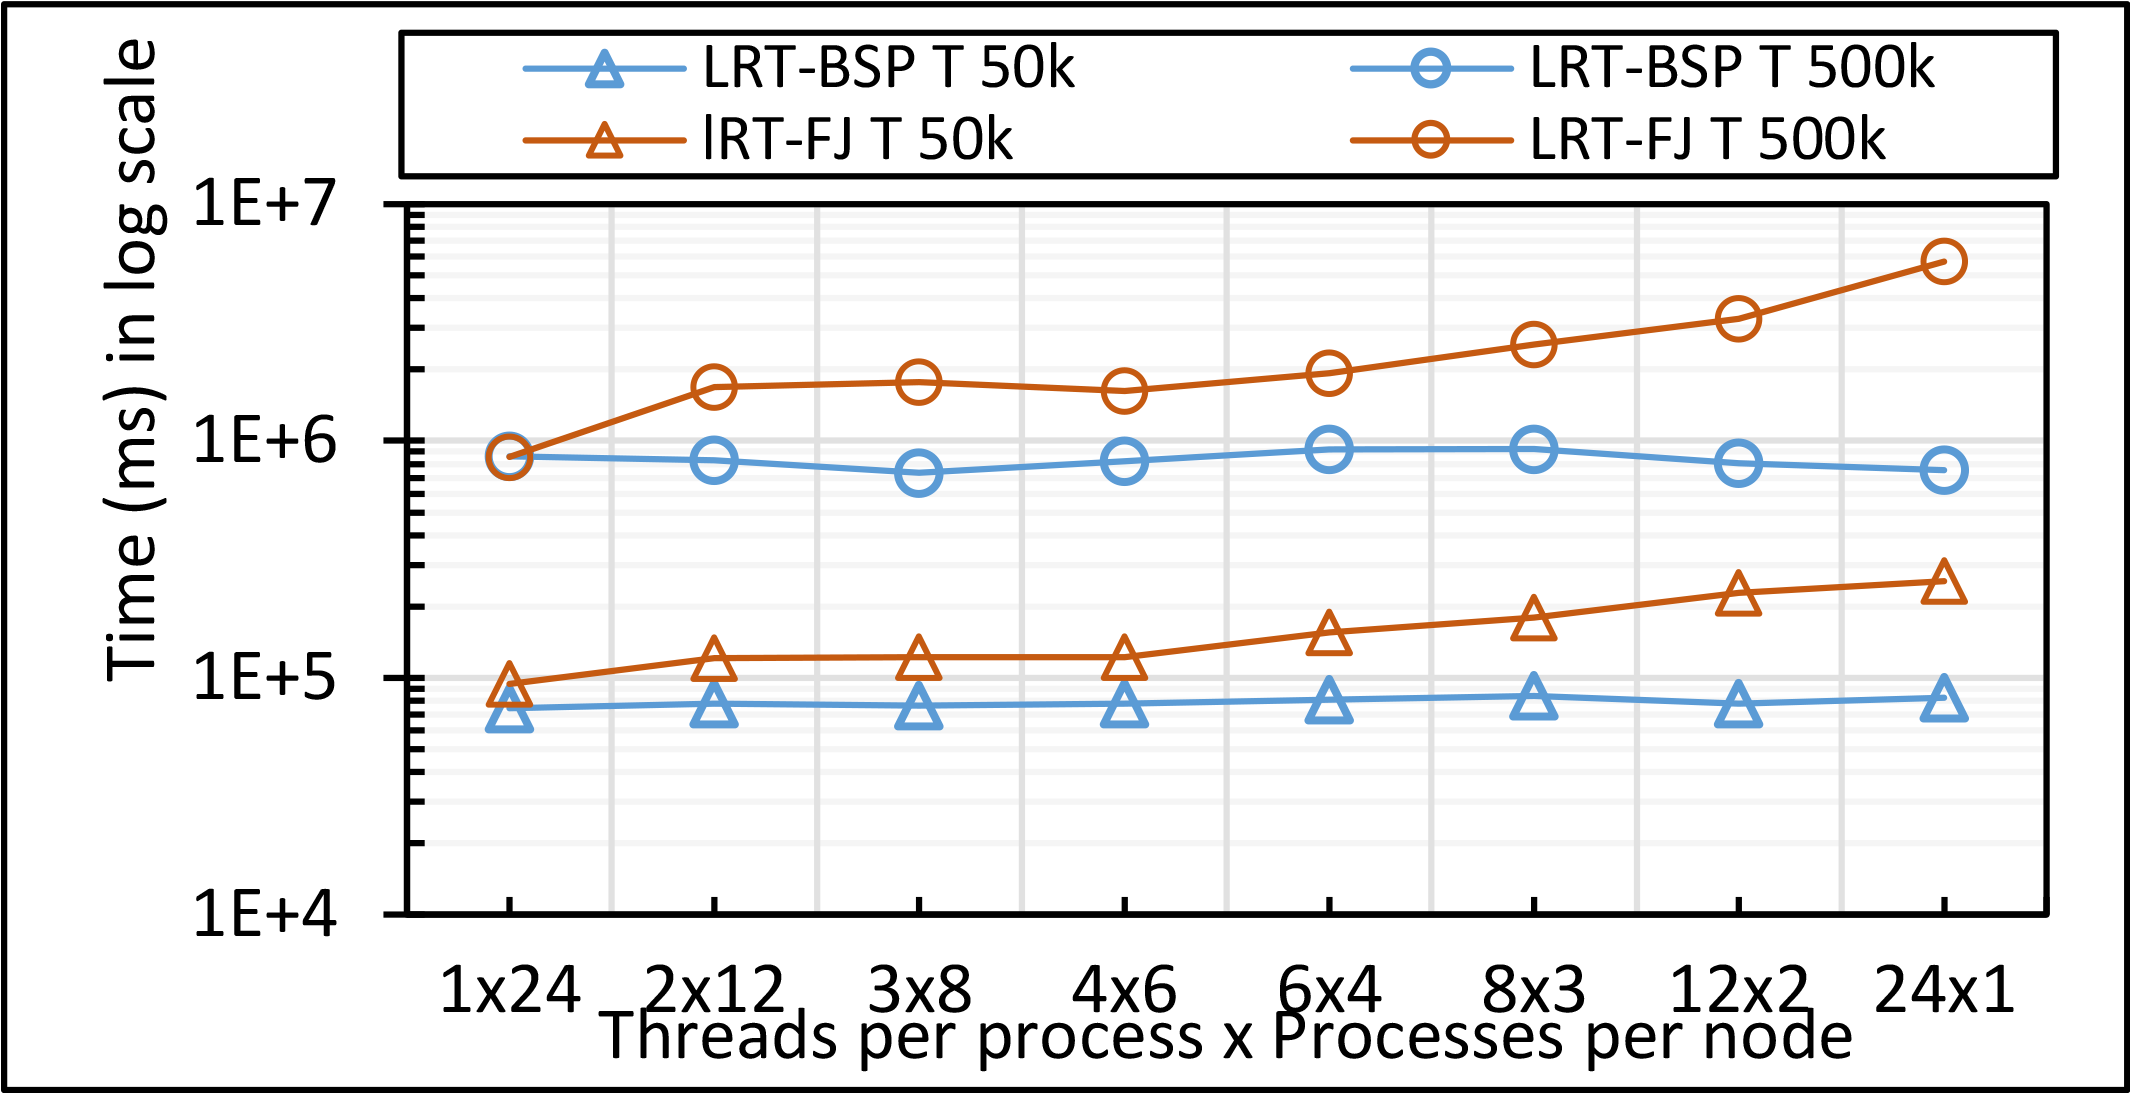 LRT-BSP T 50k
LRT-BSP T 500k
lRT-FJ T 50k
LRT-FJ T 500k
Time (ms) in log scale
1E+7
1E+6
1E+5
1E+4
1x24 2x12 3x8 4x6 6x4 8x3 12x2 24x1
Threads per process x Processes per node